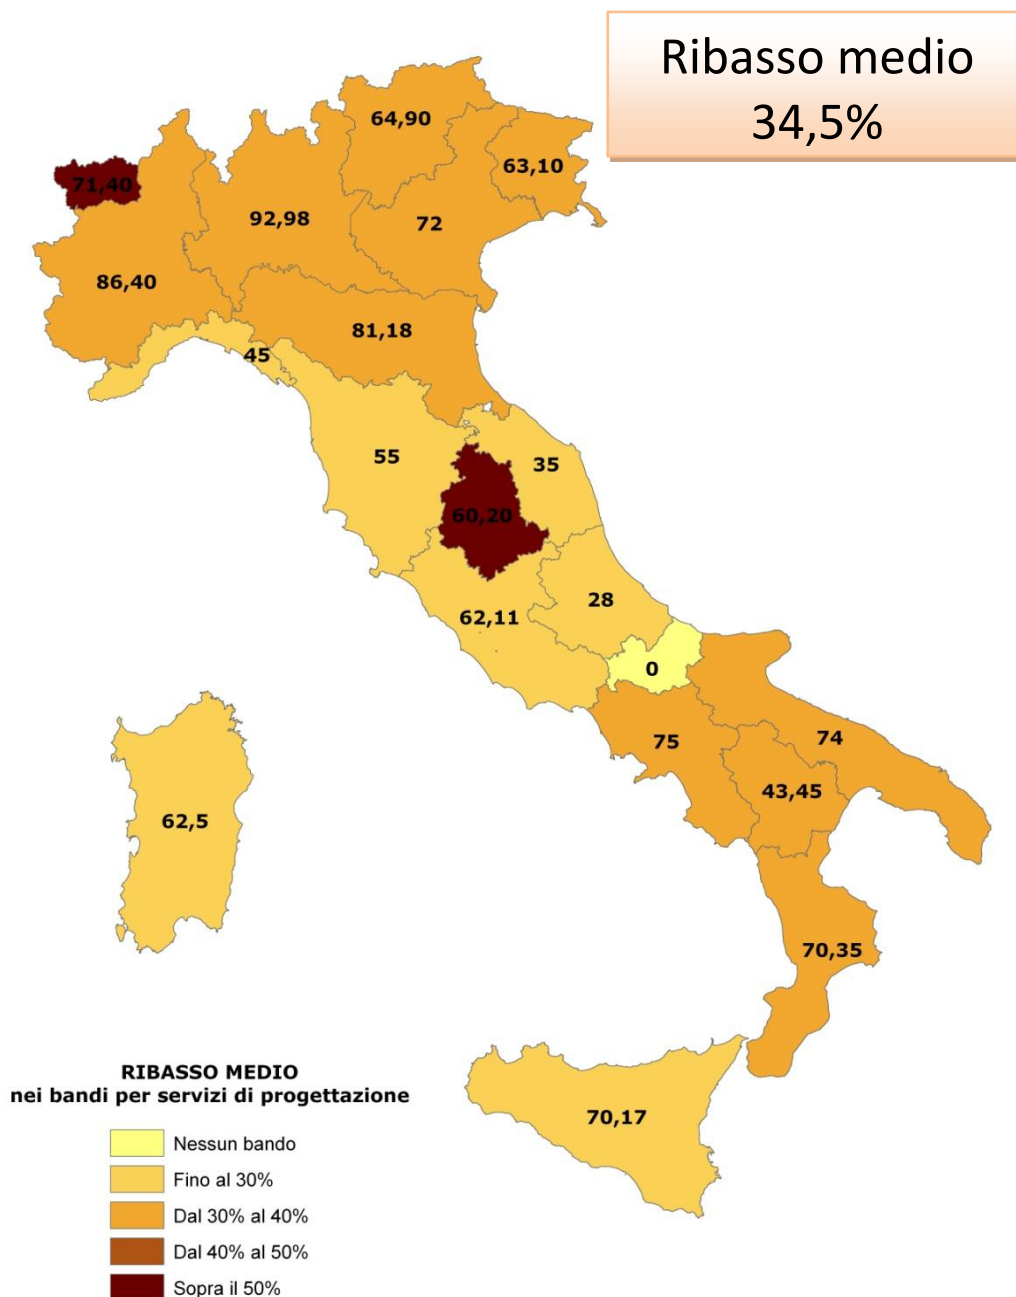 Ribasso medio
34,5%
64,90
63,10
71,40
92,98
72
86,40
81,18
45
55
35
60,20
62,11
28
0
75
74
43,45
62,5
70,35
70,17
RIBASSO MEDIO
nei bandi per servizi di progettazione
Nessun bando
Fino al 30%
Dal 30% al 40%
Dal 40% al 50%
Sopra il 50%